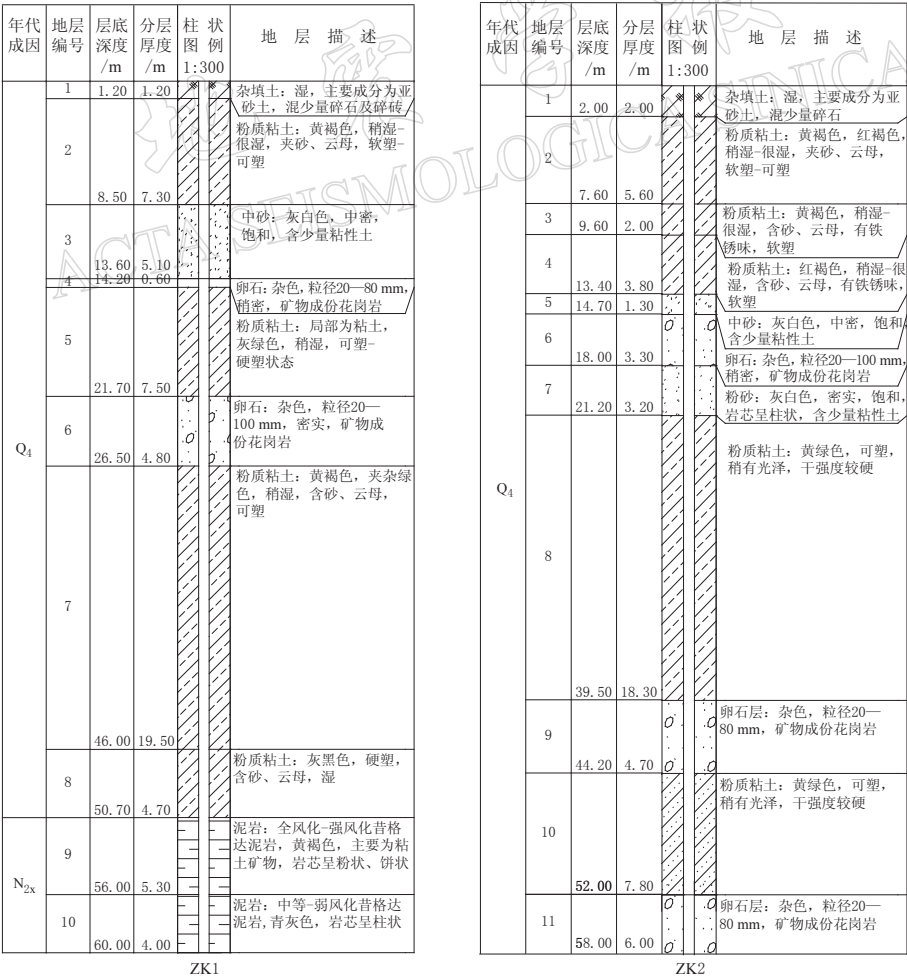 年代 地层 层底 分层 柱 状 地 层 描 述
成因 编号 深度 厚度 图 例
/m /m 1:300
1 1.20 1.20 杂填土：湿，主要成分为亚
砂土，混少量碎石及碎砖
2 8.50 7.30 粉质粘土：黄褐色，稍湿-
很湿，夹砂、云母，软塑-
可塑
3 13.60 5.10 中砂：灰白色，中密，
饱和，含少量粘性土
4 14.20 0.60 卵石：杂色，粒径20—80 mm，
稍密，矿物成份花岗岩
5 21.70 7.50 粉质粘土：局部为粘土，
灰绿色，稍湿，可塑-
硬塑状态
6 26.50 4.80 卵石：杂色，粒径20—
100 mm，密实，矿物成
份花岗岩
Q4
7 46.00 19.50 粉质粘土：黄褐色，夹杂绿
色，稍湿，含砂、云母，
可塑
8 50.70 4.70 粉质粘土：灰黑色，硬塑，
含砂、云母，湿
N2x
9 56.00 5.30 泥岩：全风化-强风化昔格
达泥岩，黄褐色，主要为粘
土矿物，岩芯呈粉状、饼状
10 60.00 4.00 泥岩：中等-弱风化昔格达
泥岩,青灰色，岩芯呈柱状
ZK1
年代 地层 层底 分层 柱 状 地 层 描 述
成因 编号 深度 厚度 图 例
/m /m 1:300
1 2.00 2.00 杂填土：湿，主要成分为亚
砂土，混少量碎石
2 7.60 5.60 粉质粘土：黄褐色，红褐色，
稍湿-很湿，夹砂、云母，
软塑-可塑
3 9.60 2.00 粉质粘土：黄褐色，稍湿-
很湿，含砂、云母，有铁
锈味，软塑
4 13.40 3.80 粉质粘土：红褐色，稍湿-很
湿，含砂、云母，有铁锈味，
软塑
5 14.70 1.30 中砂：灰白色，中密，饱和，
含少量粘性土
6 18.00 3.30 卵石：杂色，粒径20—100 mm，
稍密，矿物成份花岗岩
7 21.20 3.20 粉砂：灰白色，密实，饱和，
岩芯呈柱状，含少量粘性土
Q4
8 39.50 18.30 粉质粘土：黄绿色，可塑，
稍有光泽，干强度较硬
9 44.20 4.70 卵石层：杂色，粒径20—
80 mm，矿物成份花岗岩
10 52.00 7.80 粉质粘土：黄绿色，可塑，
稍有光泽，干强度较硬
11 58.00 6.00 卵石层：杂色，粒径20—
80 mm，矿物成份花岗岩
ZK2
地 震 学 报
ACTA SEISMOLOGICA SINICA